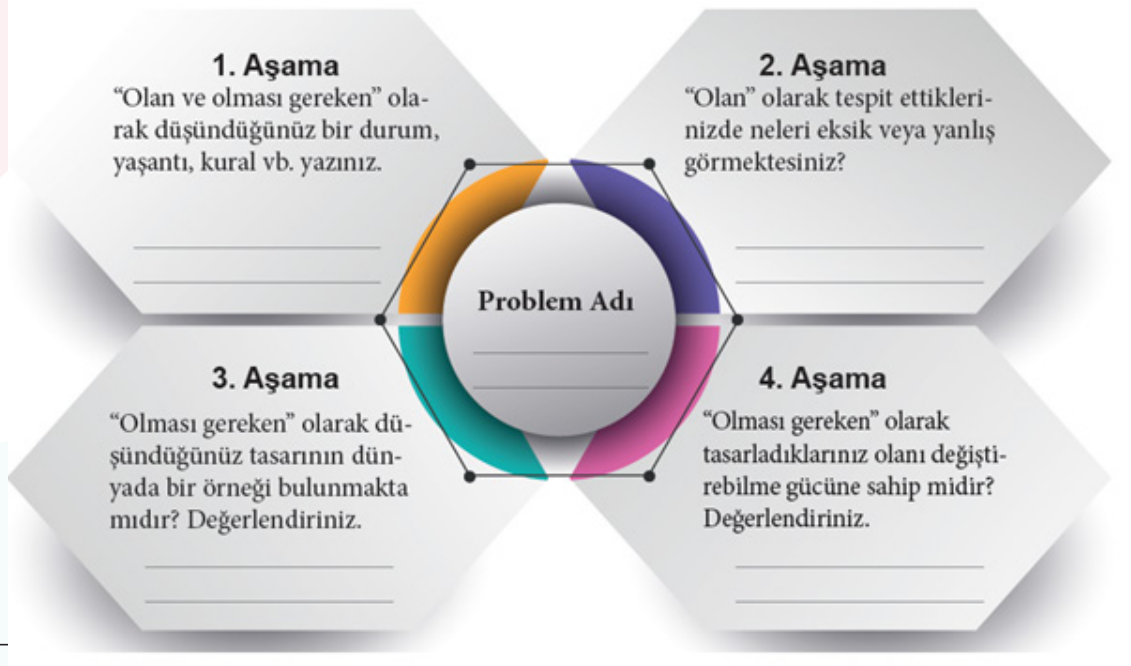 1. Aşama
“Olan ve olması gereken” ola-
rak düşündüğünüz bir durum,
yaşantı, kural vb. yazınız.
2. Aşama
“Olan” olarak tespit ettikleri-
nizde neleri eksik veya yanlış
görmektesiniz?
Problem Adı
3. Aşama
“Olması gereken” olarak dü-
şündüğünüz tasarının dün-
yada bir örneği bulunmakta
mıdır? Değerlendiriniz.
4. Aşama
“Olması gereken” olarak
tasarladıklarınız olanı değişti-
rebilme gücüne sahip midir?
Değerlendiriniz.